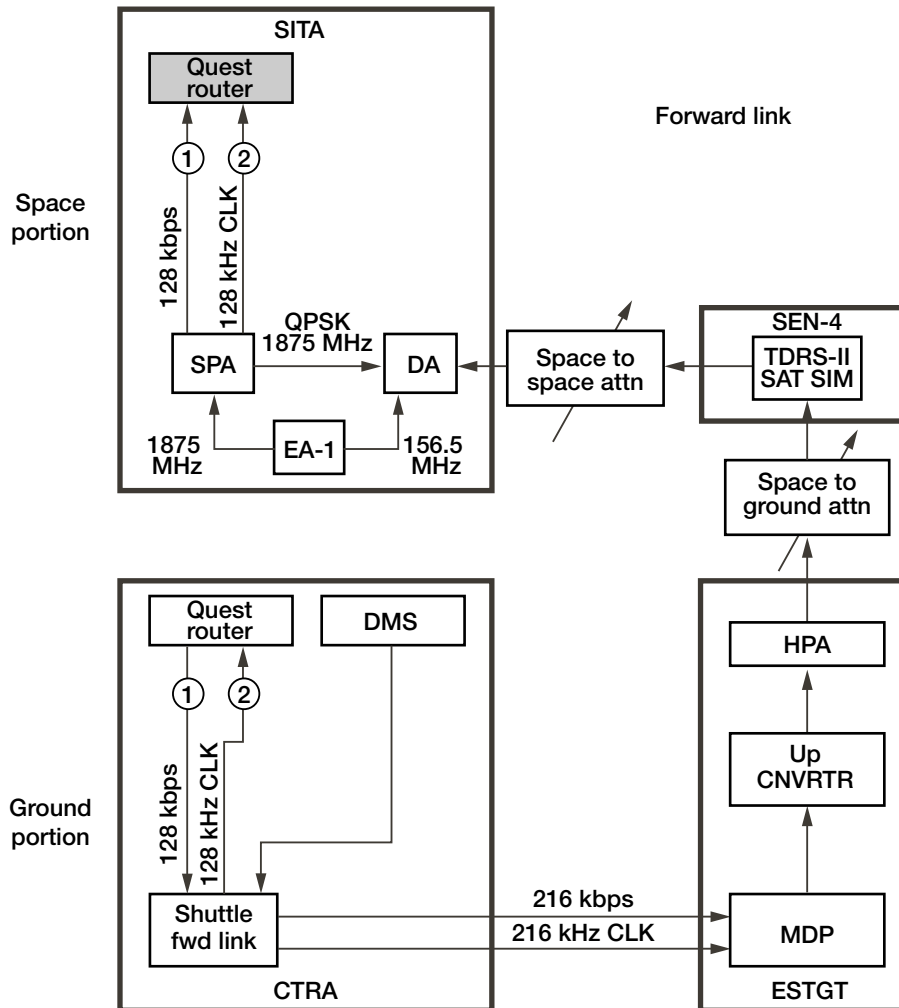 SITA
Quest
router
Forward link
1
2
Space
portion
128 kbps
128 kHz CLK
QPSK
1875 MHz
SPA
DA
Space to
space attn
SEN-4
TDRS-II
SAT SIM
1875
MHz
EA-1
156.5
MHz
Space to
ground attn
Quest
router
DMS
HPA
1
2
Up
CNVRTR
Ground
portion
128 kbps
128 kHz CLK
Shuttle
fwd link
216 kbps
216 kHz CLK
MDP
CTRA
ESTGT